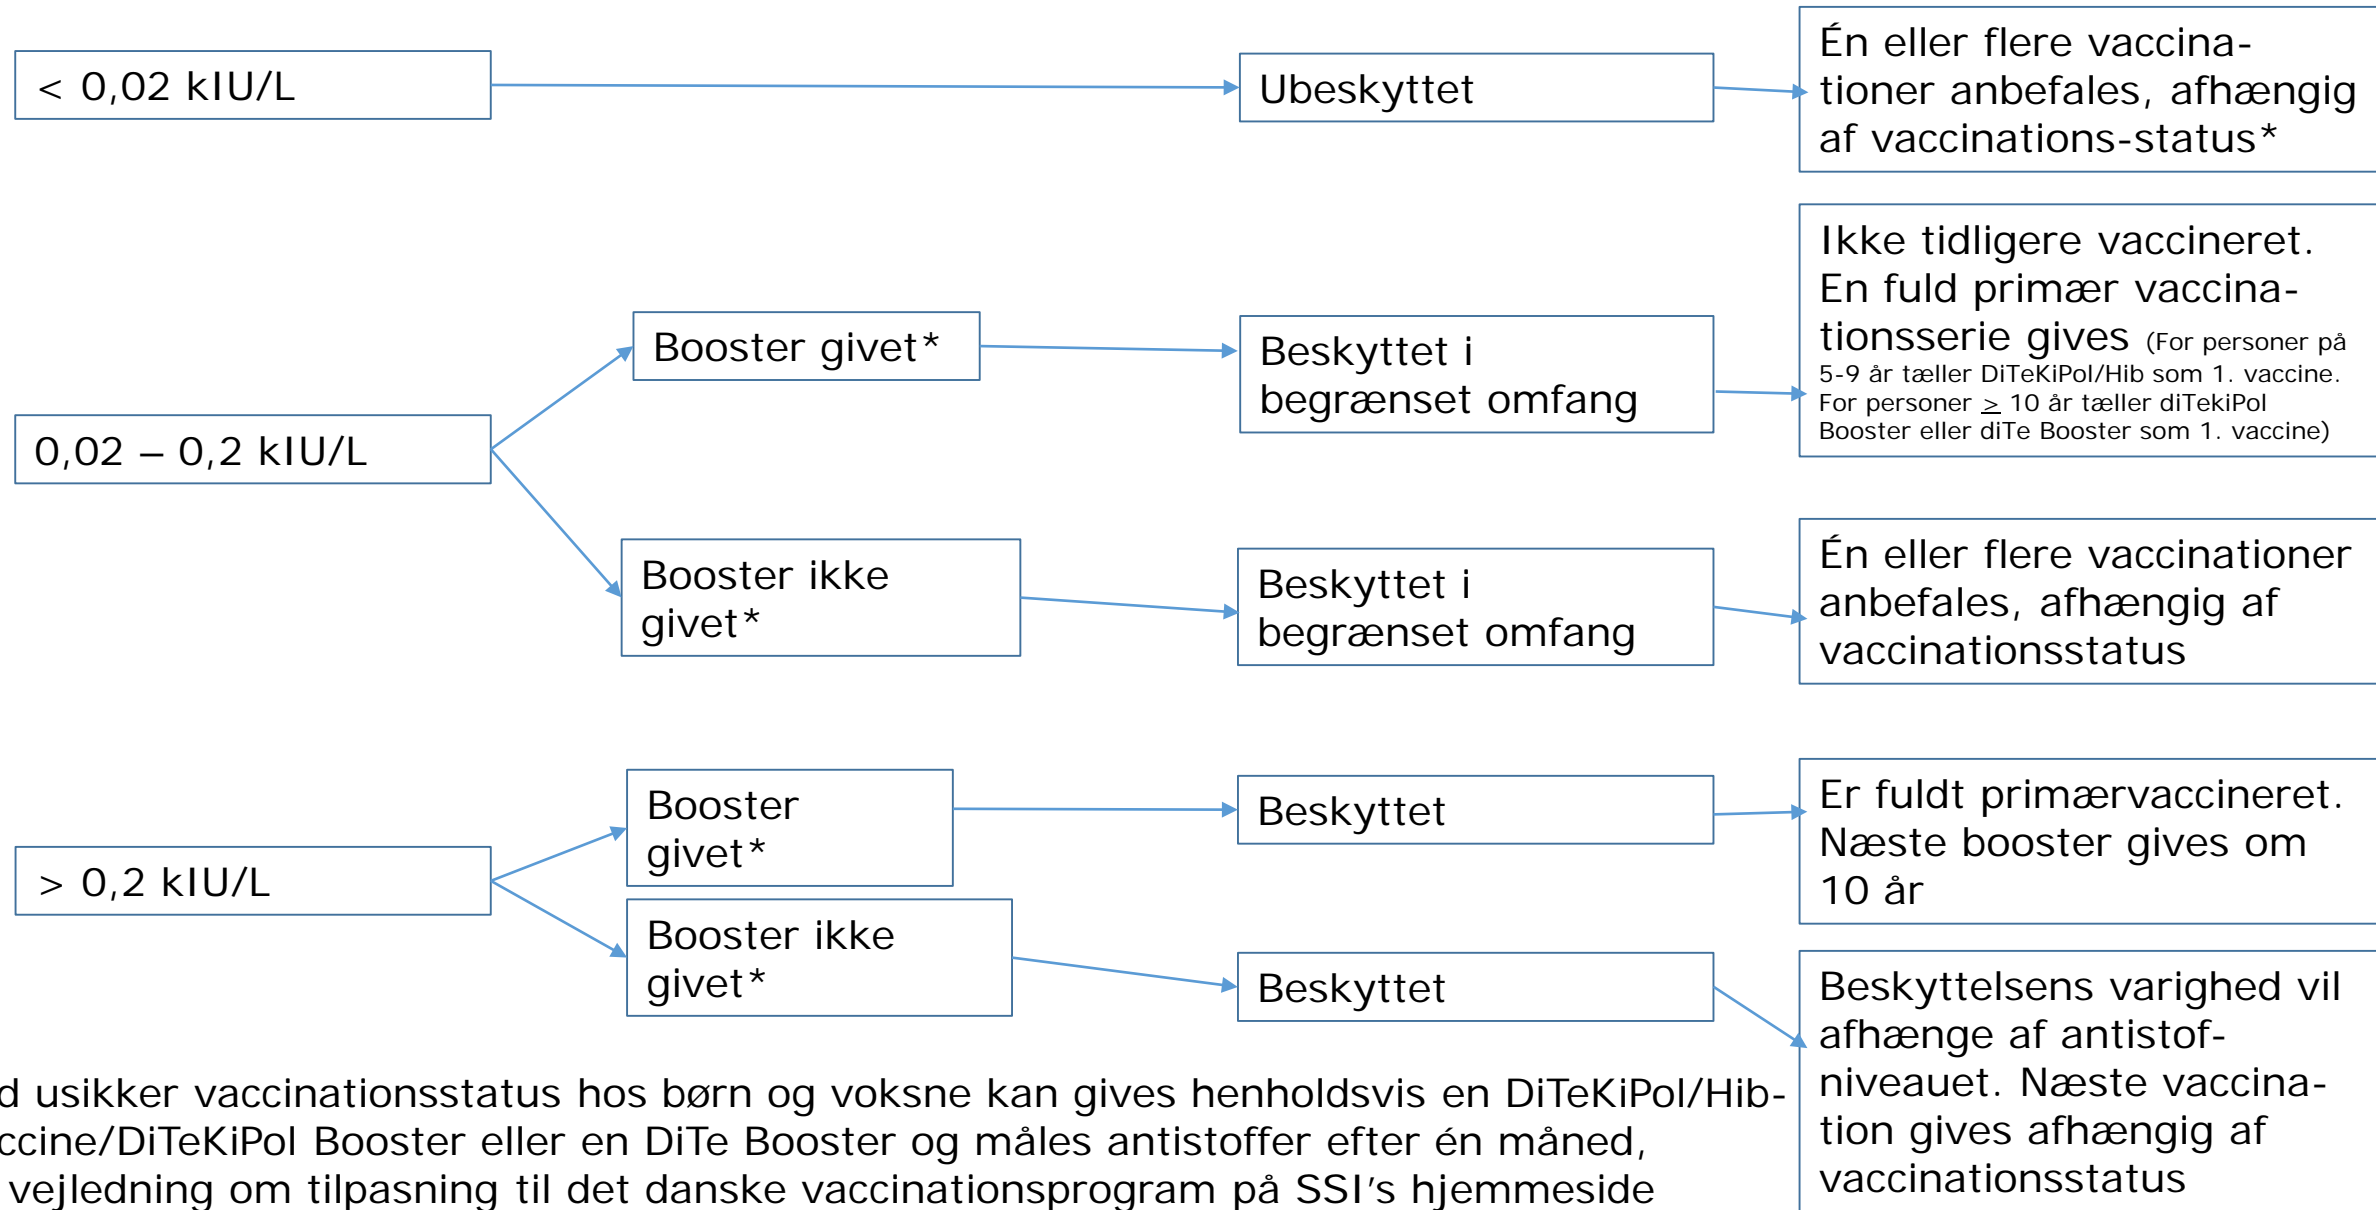 < 0,02 kIU/L
Ubeskyttet
Én eller flere vaccina-
tioner anbefales, afhængig
af vaccinations-status*
0,02 – 0,2 kIU/L
Booster givet*
Beskyttet i
begrænset omfang
Ikke tidligere vaccineret.
En fuld primær vaccina-
tionsserie gives (For personer på
5-9 år tæller DiTeKiPol/Hib som 1. vaccine.
For personer ≥ 10 år tæller diTekiPol
Booster eller diTe Booster som 1. vaccine)
Booster ikke
givet*
Beskyttet i
begrænset omfang
Én eller flere vaccinationer
anbefales, afhængig af
vaccinationsstatus
> 0,2 kIU/L
Booster
givet*
Beskyttet
Er fuldt primærvaccineret.
Næste booster gives om
10 år
Booster ikke
givet*
Beskyttet
Beskyttelsens varighed vil
afhænge af antistof-
niveauet. Næste vaccina-
tion gives afhængig af
vaccinationsstatus
usikker vaccinationsstatus hos børn og voksne kan gives henholdsvis en DiTeKiPol/Hib-
ccine/DiTeKiPol Booster eller en DiTe Booster og måles antistoffer efter én måned,
vejledning om tilpasning til det danske vaccinationsprogram på SSI's hjemmeside